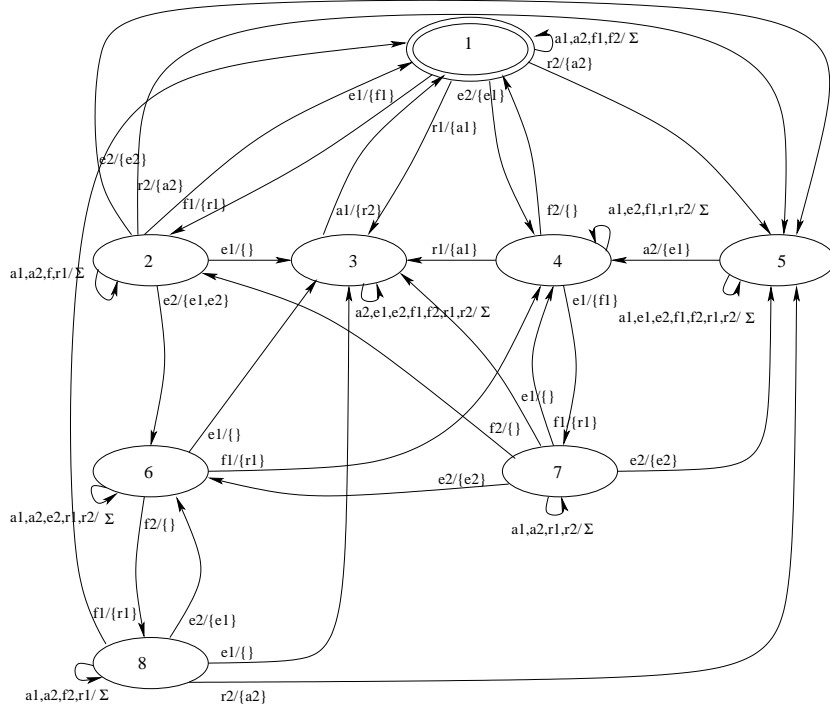 1
a1,a2,f1,f2/ Σ
r2/{a2}
e1/{f1}
e2/{e1}
r1/{a1}
e2/{e2}
r2/{a2}
f1/{r1}
a1/{r2}
f2/{}
a1,e2,f1,r1,r2/ Σ
2
e1/{}
3
r1/{a1}
4
a2/{e1}
5
a1,a2,f,r1/ Σ
e2/{e1,e2}
a2,e1,e2,f1,f2,r1,r2/ Σ
e1/{f1}
a1,e1,e2,f1,f2,r1,r2/ Σ
e1/{}
f2/{}
f1/{r1}
e1/{}
6
f1/{r1}
7
e2/{e2}
e2/{e2}
a1,a2,e2,r1,r2/ Σ
f2/{}
a1,a2,r1,r2/ Σ
f1/{r1}
e2/{e1}
8
e1/{}
a1,a2,f2,r1/ Σ
r2/{a2}